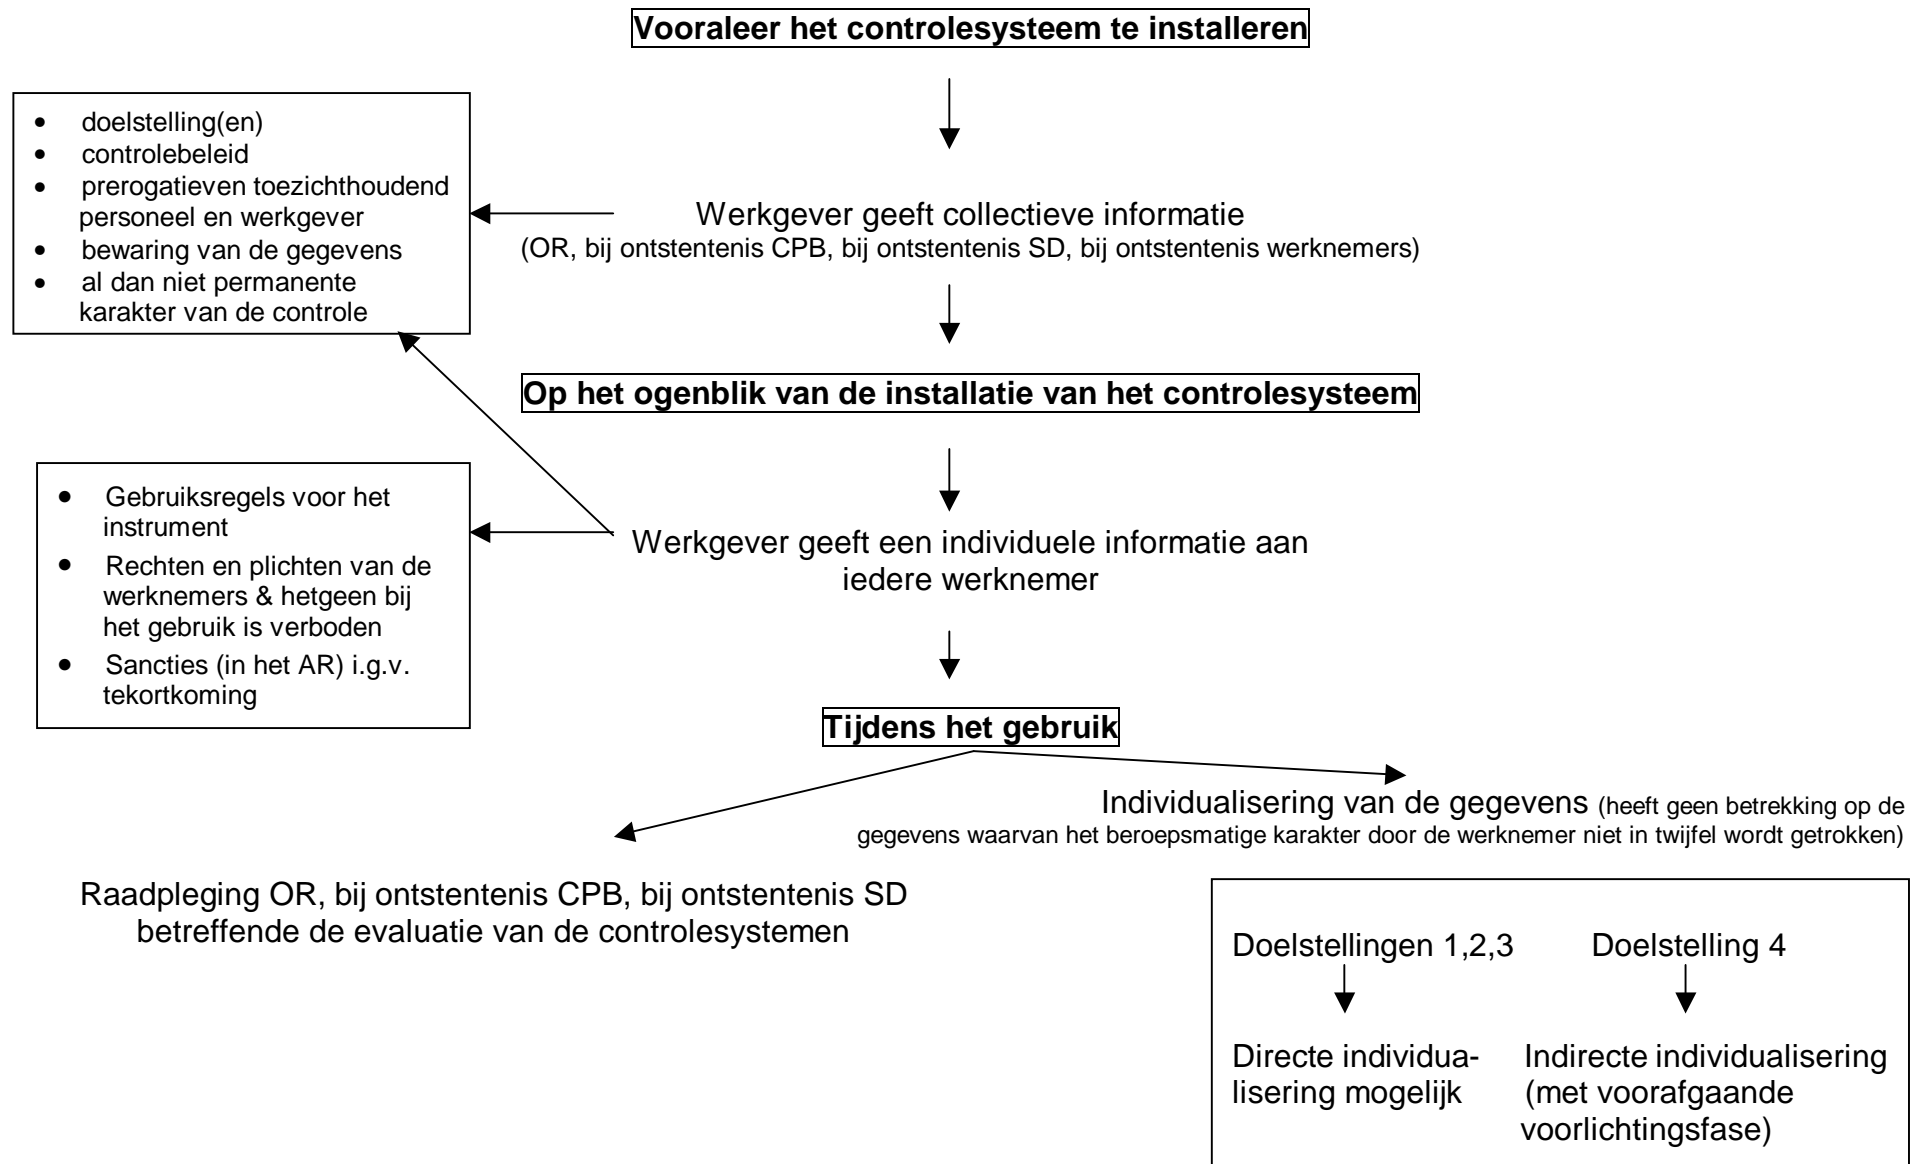 Vooraleer het controlesysteem te installeren
• doelstelling(en)
• controlebeleid
• prerogatieven toezichthoudend
personeel en werkgever
• bewaring van de gegevens
• al dan niet permanente
karakter van de controle
Werkgever geeft collectieve informatie
(OR, bij ontstentenis CPB, bij ontstentenis SD, bij ontstentenis werknemers)
Op het ogenblik van de installatie van het controlesysteem
• Gebruiksregels voor het
instrument
• Rechten en plichten van de
werknemers & hetgeen bij
het gebruik is verboden
• Sancties (in het AR) i.g.v.
tekortkoming
Werkgever geeft een individuele informatie aan
iedere werknemer
Tijdens het gebruik
Individualisering van de gegevens (heeft geen betrekking op de
gegevens waarvan het beroepsmatige karakter door de werknemer niet in twijfel wordt getrokken)
Raadpleging OR, bij ontstentenis CPB, bij ontstentenis SD
betreffende de evaluatie van de controlesystemen
Doelstellingen 1,2,3
Directe individua-
lisering mogelijk
Doelstelling 4
Indirecte individualisering
(met voorafgaande
voorlichtingsfase)